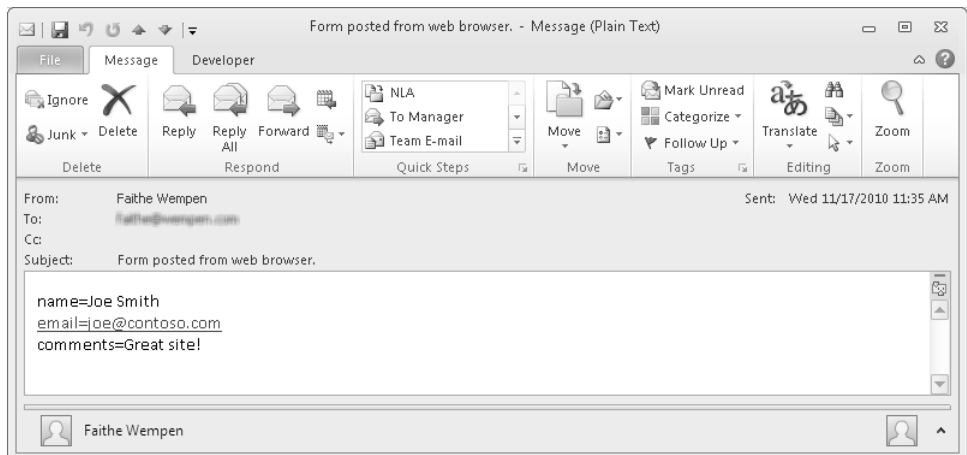 Form posted from web browser. - Message (Plain Text)
File Message Developer
Ignore
Junk
Delete
Reply
Reply All
Forward
NLA
To Manager
Team E-mail
Move
Mark Unread
Categorize
Follow Up
Translate
Zoom
Delete Respond Quick Steps Move Tags Editing Zoom
From: Faithe Wempen Sent: Wed 11/17/2010 11:35 AM
To:
Cc:
Subject: Form posted from web browser.
name=Joe Smith
email=joe@contoso.com
comments=Great site!
Faithe Wempen